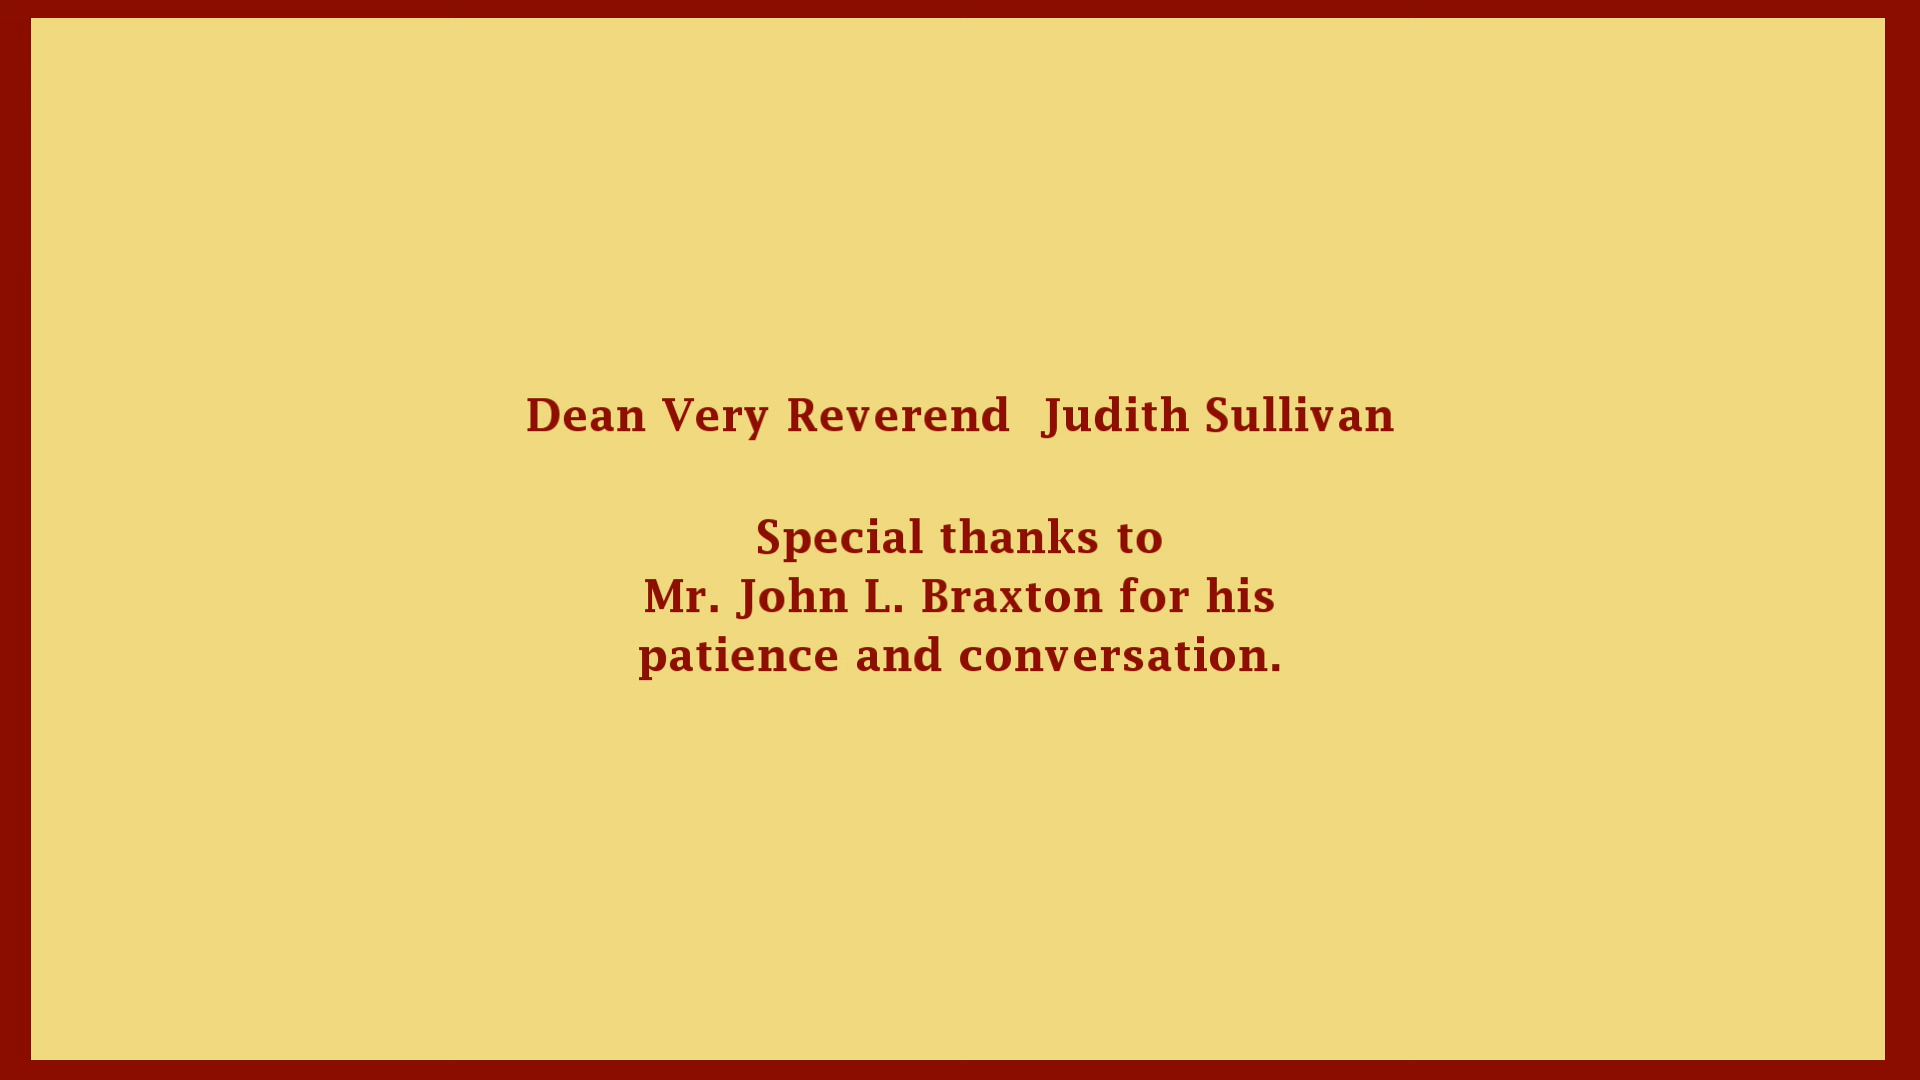 Dean Very Reverend  Judith Sullivan
Special thanks to
Mr. John L. Braxton for his
patience and conversation.